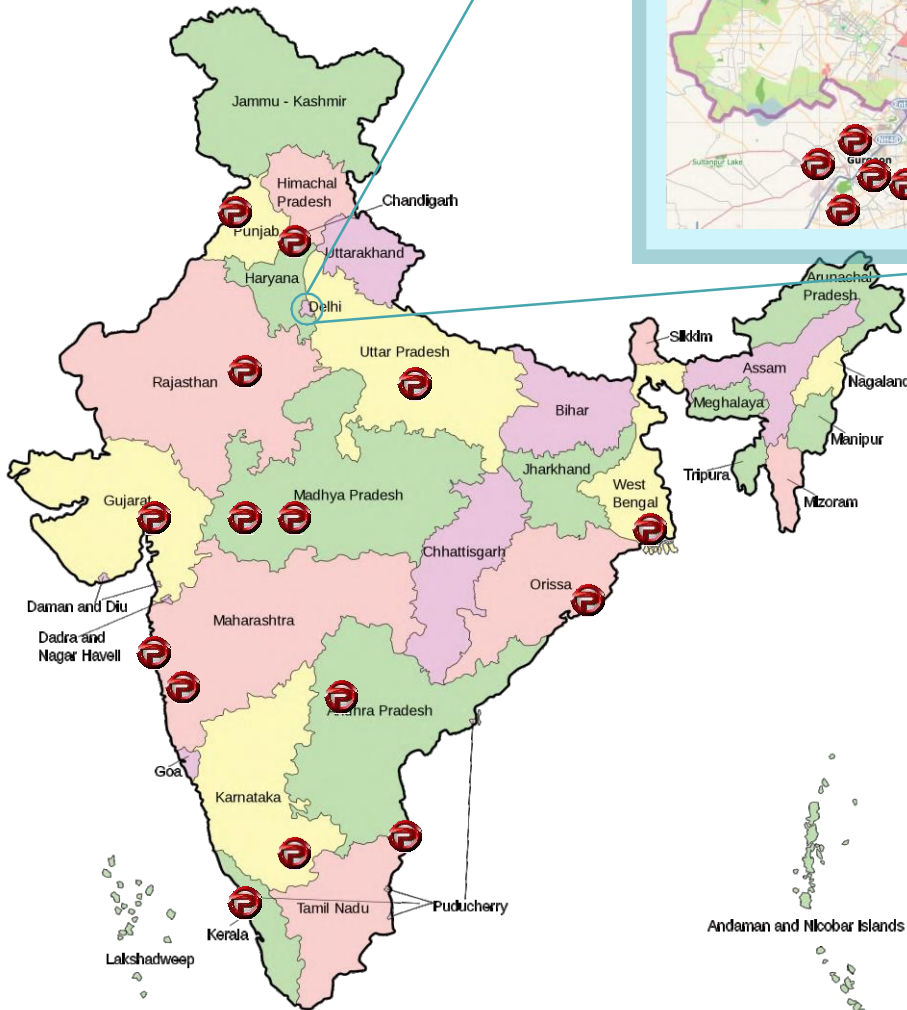 Jammu - Kashmir
Himachal
Pradesh
Chandigarh
Punjab
Uttarakhand
Haryana
Delhi
Sultanpur Lake
NH48
Gurgaon
Arunachal
Pradesh
Sikkim
Assam
Nagaland
Meghalaya
Manipur
Tripura
Mizoram
Rajasthan
Uttar Pradesh
Bihar
Jharkhand
West
Bengal
Gujarat
Madhya Pradesh
Chhattisgarh
Orissa
Daman and Diu
Dadra and
Nagar Haveli
Maharashtra
Andhra Pradesh
Goa
Karnataka
Tamil Nadu
Puducherry
Kerala
Lakshadweep
Andaman and Nicobar Islands